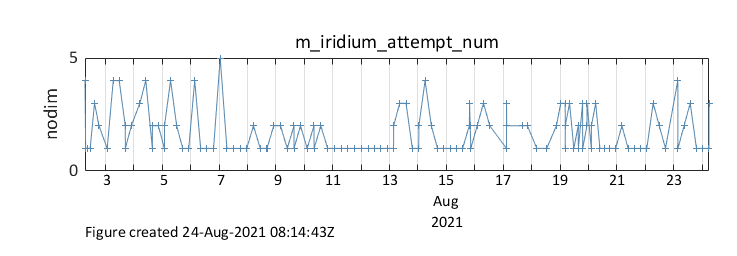 m_iridium_attempt_num
nodim
5
0
3 5 7 9 11 13 15 17 19 21 23
Aug
2021
Figure created 24-Aug-2021 08:14:43Z